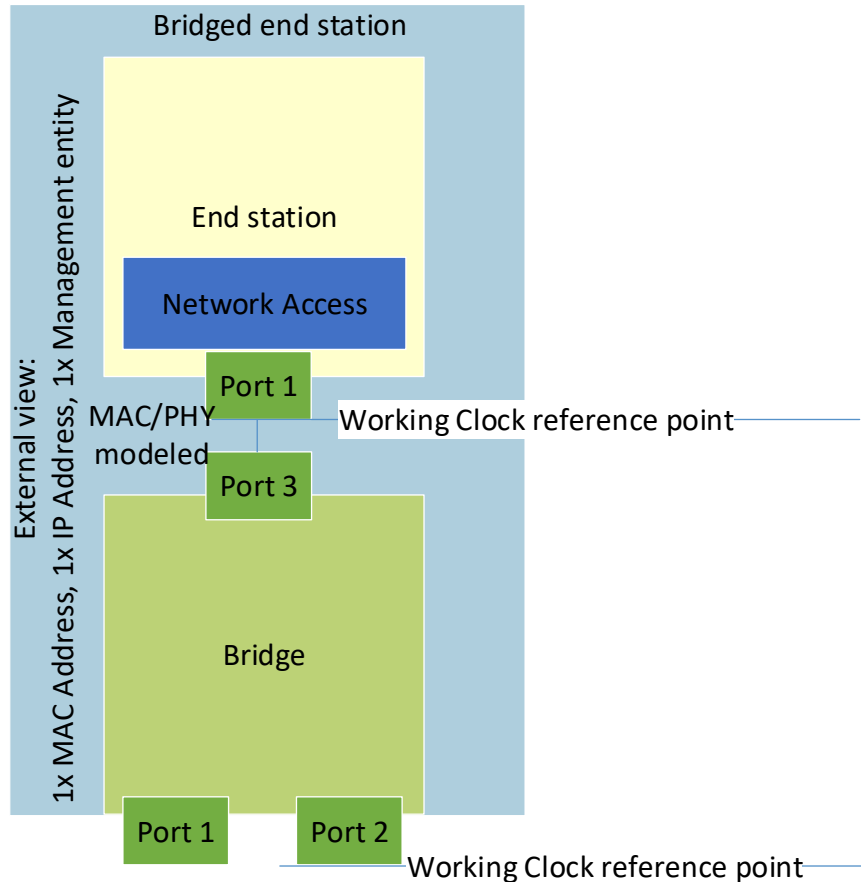 Bridged end station
External view:
1x MAC Address, 1x IP Address, 1x Management entity
End station
Network Access
Port 1
MAC/PHY
modeled
Working Clock reference point
Port 3
Bridge
Port 1
Port 2
Working Clock reference point